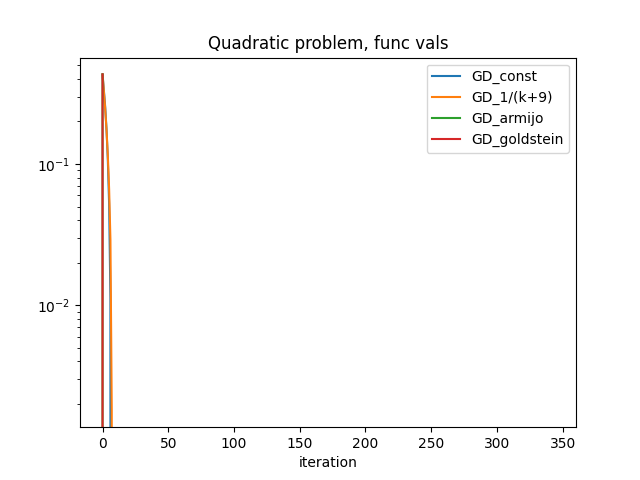 Quadratic problem, func vals
GD_const
GD_1/(k+9)
GD_armijo
GD_goldstein
10⁻¹
10⁻²
0 50 100 150 200 250 300 350
iteration